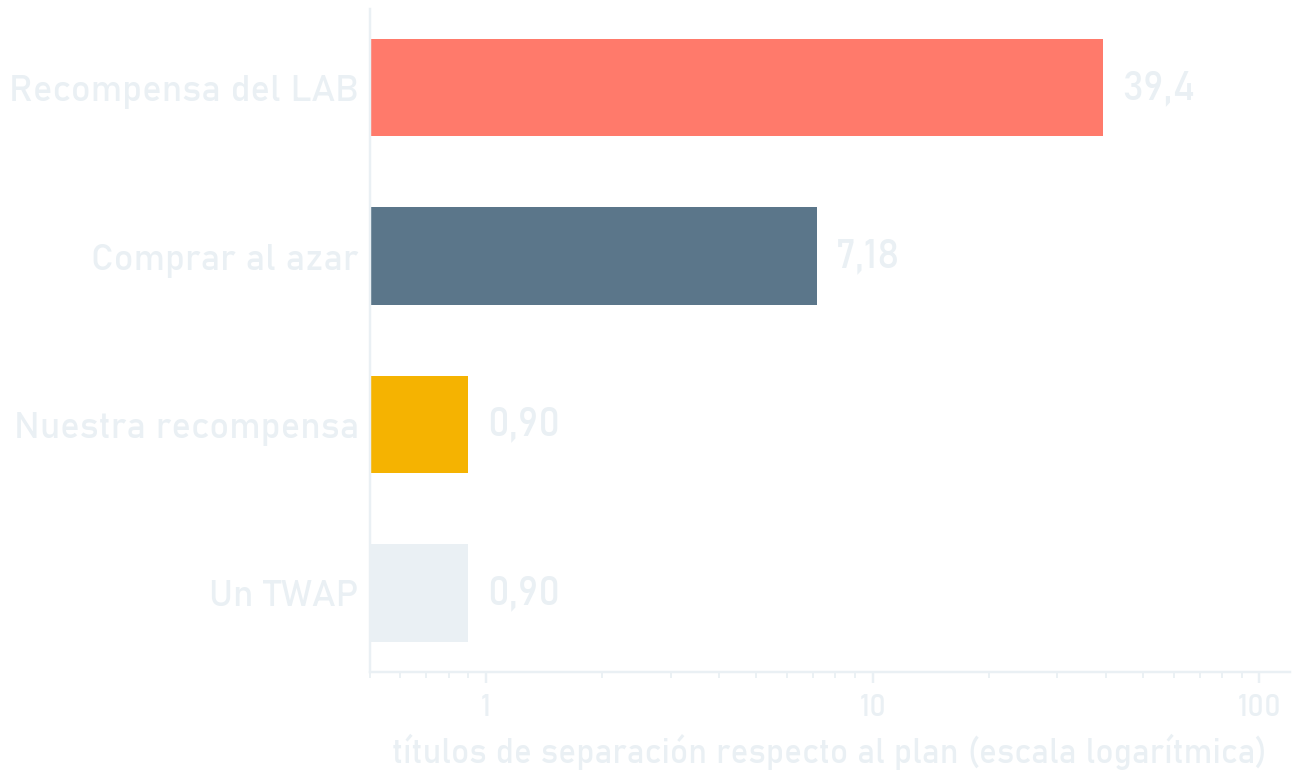 Recompensa del LAB
39,4
Comprar al azar
7,18
Nuestra recompensa
0,90
Un TWAP
0,90
1
10
100
títulos de separación respecto al plan (escala logarítmica)